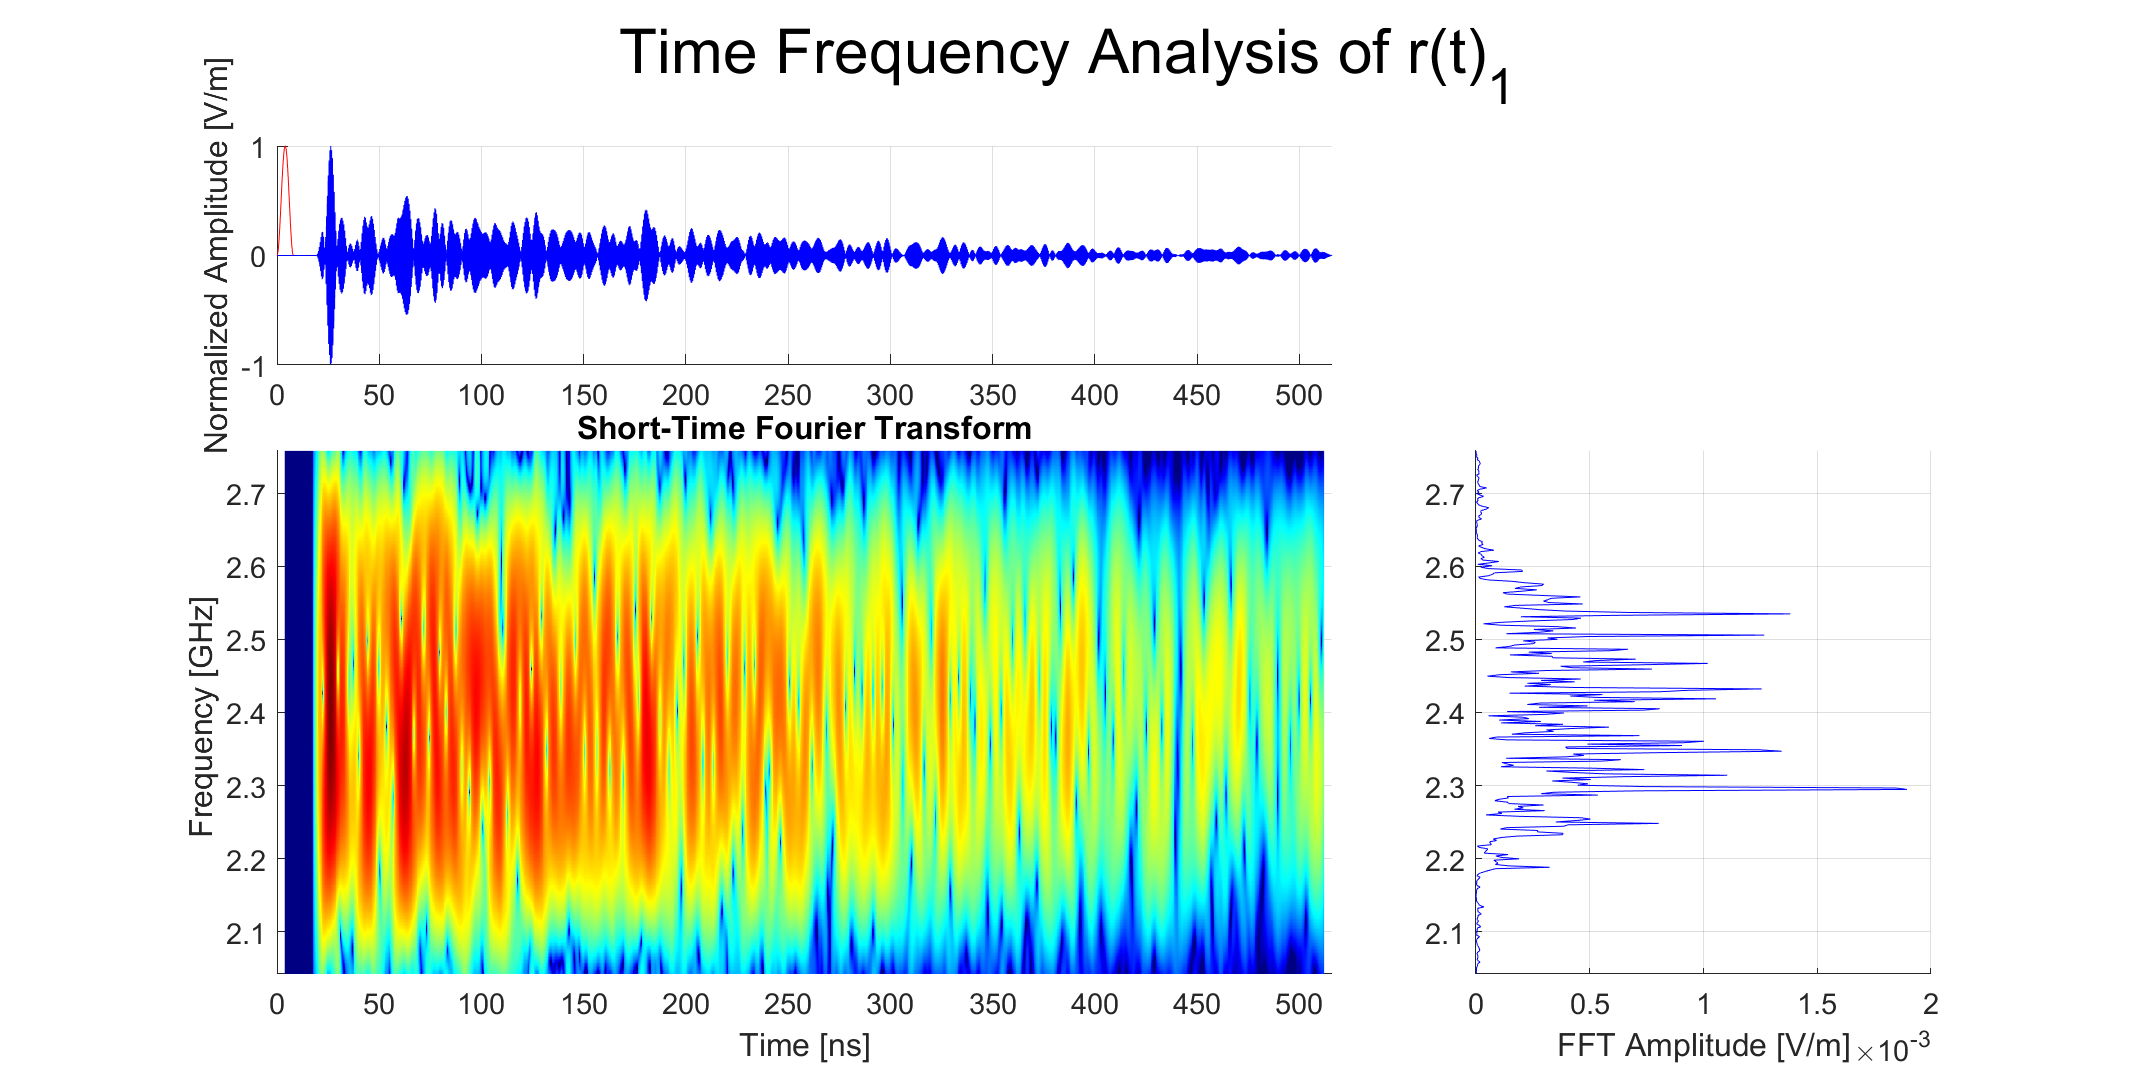 Time Frequency Analysis of r(t)₁
Normalized Amplitude [V/m]
1
0
-1
0 50 100 150 200 250 300 350 400 450 500
Short-Time Fourier Transform
Frequency [GHz]
2.7
2.6
2.5
2.4
2.3
2.2
2.1
0 50 100 150 200 250 300 350 400 450 500
Time [ns]
2.7
2.6
2.5
2.4
2.3
2.2
2.1
0 0.5 1 1.5 2
FFT Amplitude [V/m] ×10⁻³